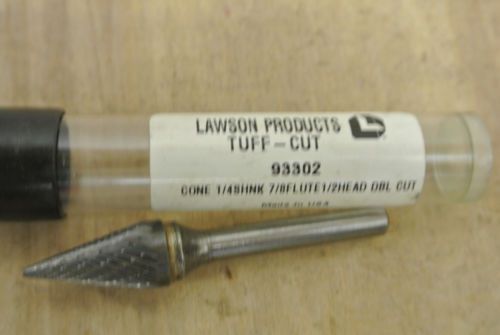 LAWSON PRODUCTS L
TUFF-CUT
93302
CONE 1/4SHNK 7/8FLUTE1/2HEAD DBL CUT